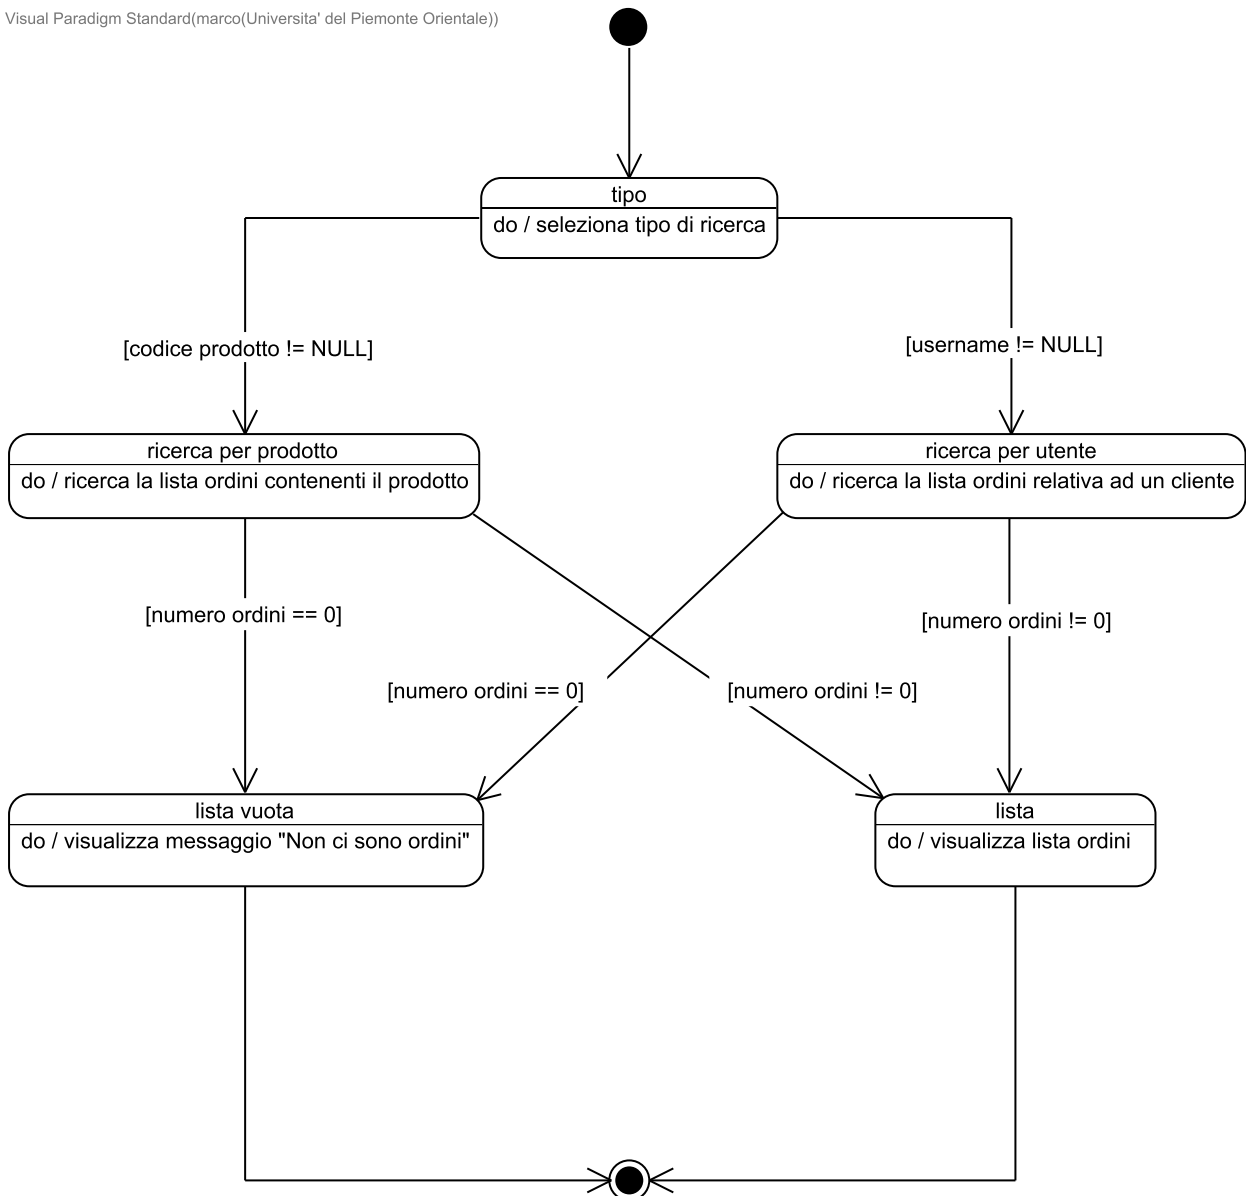 Visual Paradigm Standard(marco(Universita' del Piemonte Orientale))
tipo
do / seleziona tipo di ricerca
[codice prodotto != NULL]
[username != NULL]
ricerca per prodotto
do / ricerca la lista ordini contenenti il prodotto
ricerca per utente
do / ricerca la lista ordini relativa ad un cliente
[numero ordini == 0]
[numero ordini != 0]
[numero ordini == 0]
[numero ordini != 0]
lista vuota
do / visualizza messaggio "Non ci sono ordini"
lista
do / visualizza lista ordini